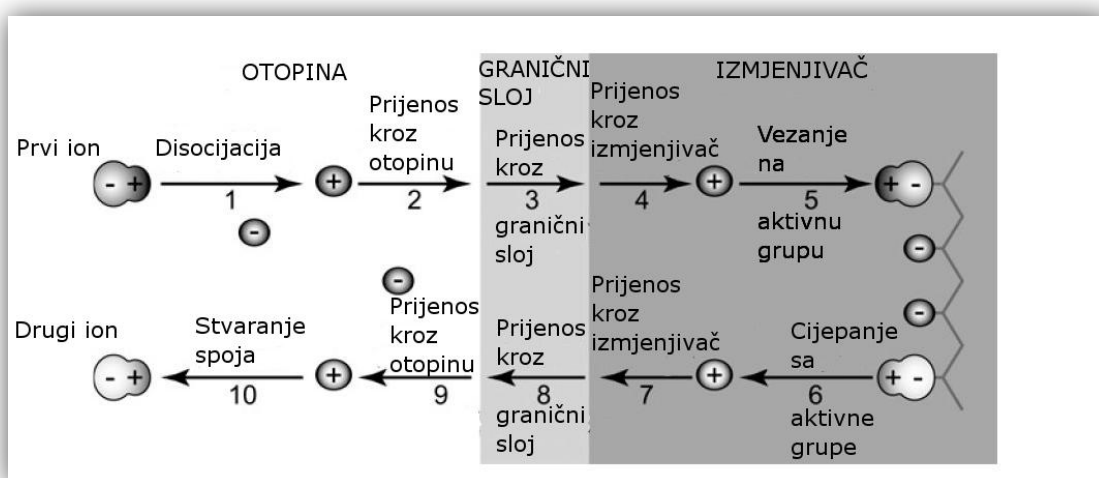 OTOPINA
GRANIČNI
SLOJ
IZMJENJIVAČ
Prvi ion
- +
Disocijacija
1
-
+
Prijenos
kroz
otopinu
2
Prijenos
kroz
3
granični
sloj
Prijenos
kroz
izmjenjivač
4
+
Vezanje
na
5
aktivnu
grupu
+ -
-
-
Drugi ion
- +
Stvaranje
spoja
10
+
-
Prijenos
kroz
otopinu
9
Prijenos
kroz
8
granični
sloj
Prijenos
kroz
izmjenjivač
7
+
Cijepanje
sa
6
aktivne
grupe
+ -